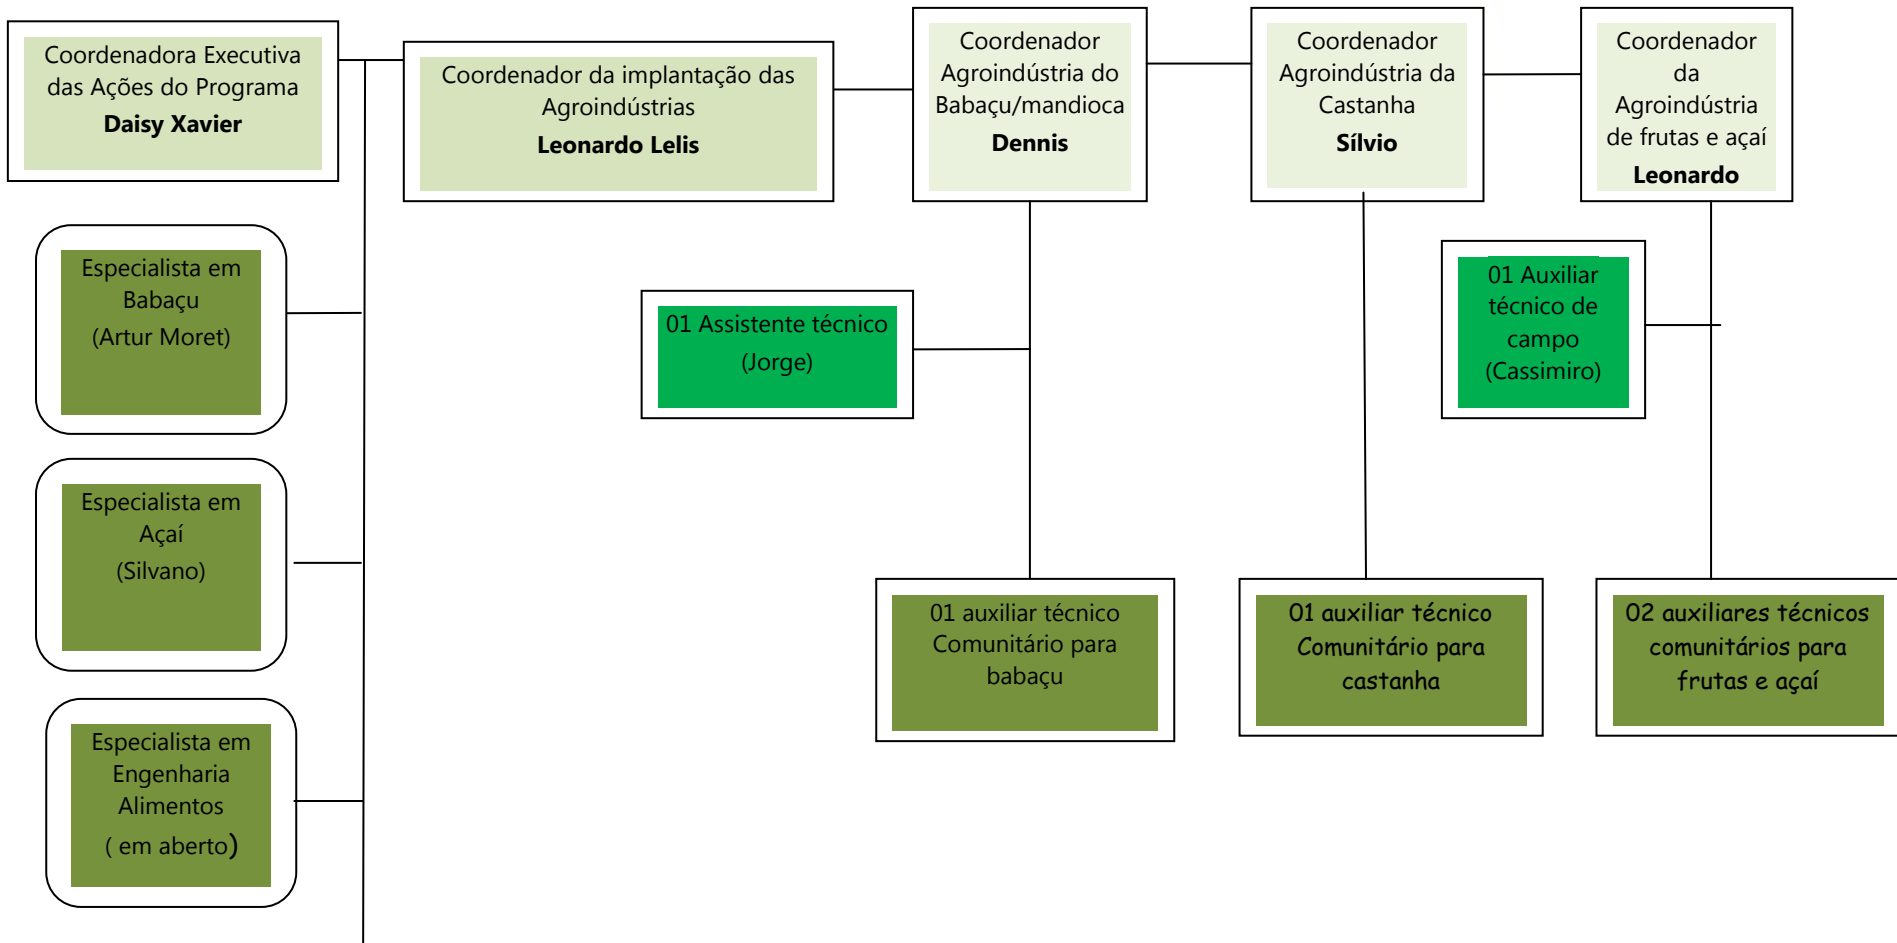 Coordenadora Executiva
das Ações do Programa
Daisy Xavier
Coordenador da implantação das
Agroindústrias
Leonardo Lelis
Coordenador
Agroindústria do
Babaçu/mandioca
Dennis
Coordenador
Agroindústria da
Castanha
Sílvio
Coordenador
da
Agroindústria
de frutas e açaí
Leonardo
Especialista em
Babaçu
(Artur Moret)
01 Assistente técnico
(Jorge)
01 Auxiliar
técnico de
campo
(Cassimiro)
Especialista em
Açaí
(Silvano)
01 auxiliar técnico
Comunitário para
babaçu
01 auxiliar técnico
Comunitário para
castanha
02 auxiliares técnicos
comunitários para
frutas e açaí
Especialista em
Engenharia
Alimentos
( em aberto)